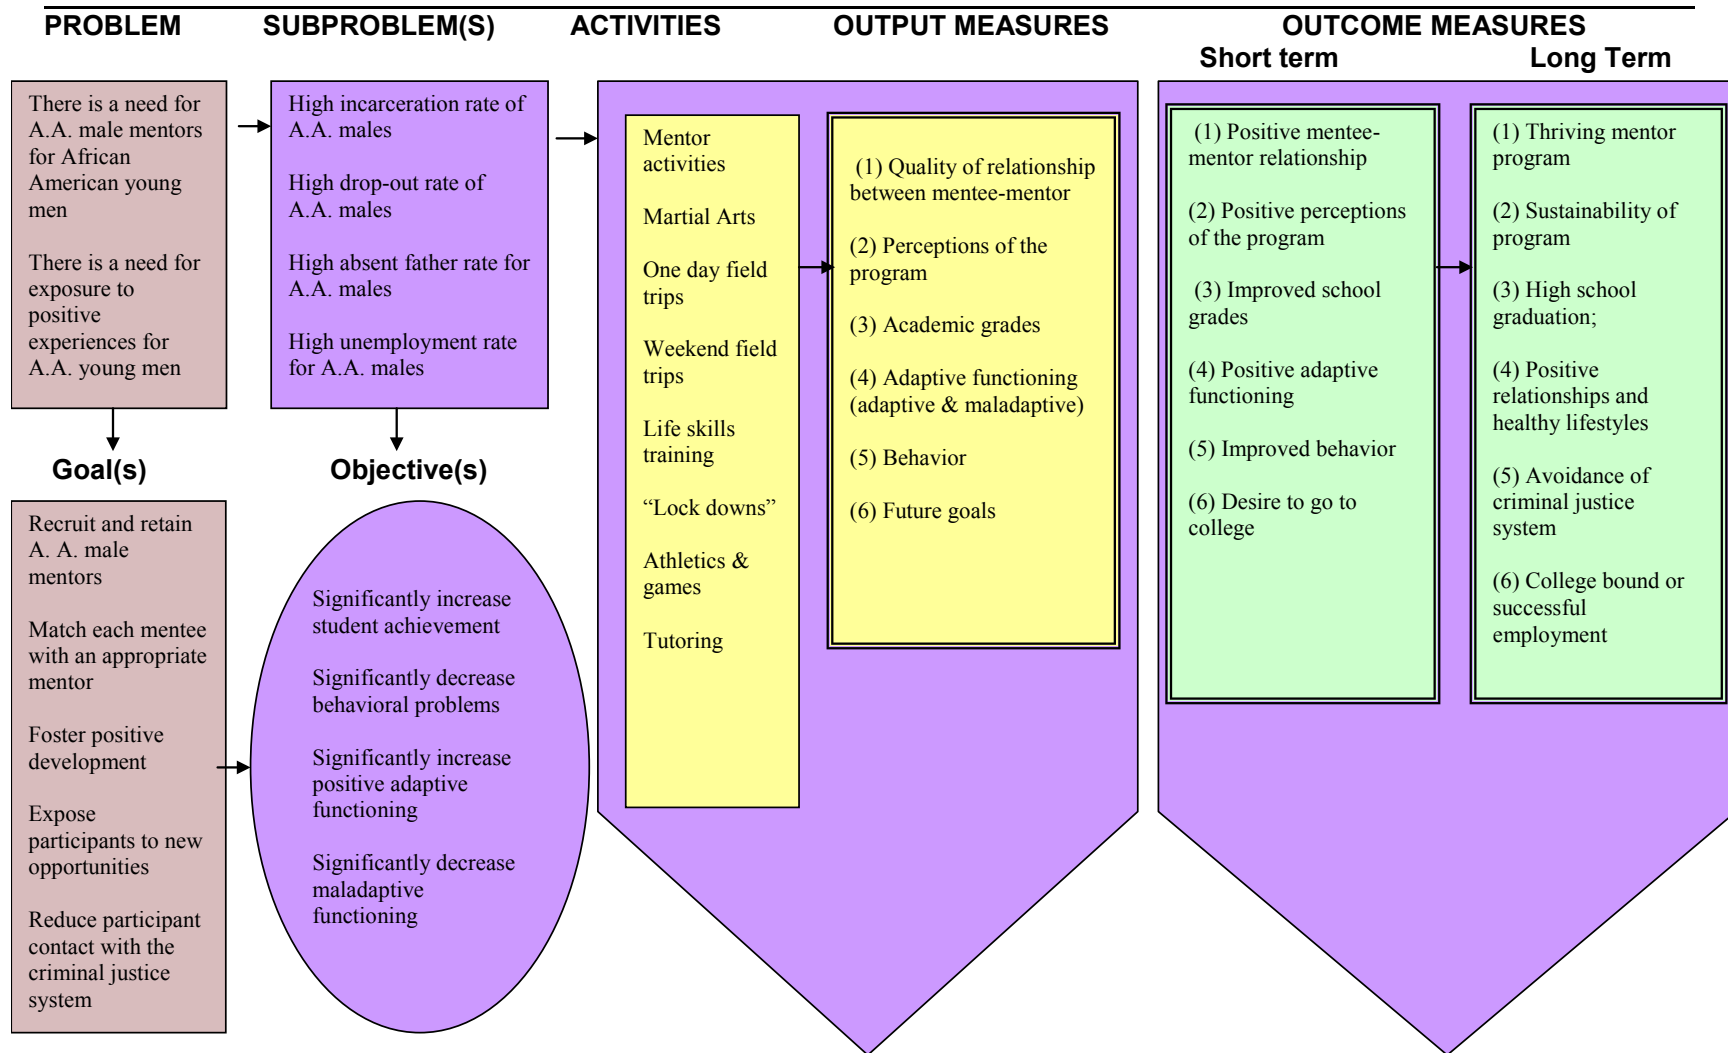 PROBLEM
SUBPROBLEM(S)
ACTIVITIES
OUTPUT MEASURES
OUTCOME MEASURES
Short term
Long Term
There is a need for
A.A. male mentors
for African
American young
men
There is a need for
exposure to
positive
experiences for
A.A. young men
Goal(s)
Recruit and retain
A. A. male
mentors
Match each mentee
with an appropriate
mentor
Foster positive
development
Expose
participants to new
opportunities
Reduce participant
contact with the
criminal justice
system
High incarceration rate of
A.A. males
High drop-out rate of
A.A. males
High absent father rate for
A.A. males
High unemployment rate
for A.A. males
Objective(s)
Significantly increase
student achievement
Significantly decrease
behavioral problems
Significantly increase
positive adaptive
functioning
Significantly decrease
maladaptive
functioning
Mentor
activities
Martial Arts
One day field
trips
Weekend field
trips
Life skills
training
“Lock downs”
Athletics &
games
Tutoring
(1) Quality of relationship
between mentee-mentor
(2) Perceptions of the
program
(3) Academic grades
(4) Adaptive functioning
(adaptive & maladaptive)
(5) Behavior
(6) Future goals
(1) Positive mentee-
mentor relationship
(2) Positive perceptions
of the program
(3) Improved school
grades
(4) Positive adaptive
functioning
(5) Improved behavior
(6) Desire to go to
college
(1) Thriving mentor
program
(2) Sustainability of
program
(3) High school
graduation;
(4) Positive
relationships and
healthy lifestyles
(5) Avoidance of
criminal justice
system
(6) College bound or
successful
employment